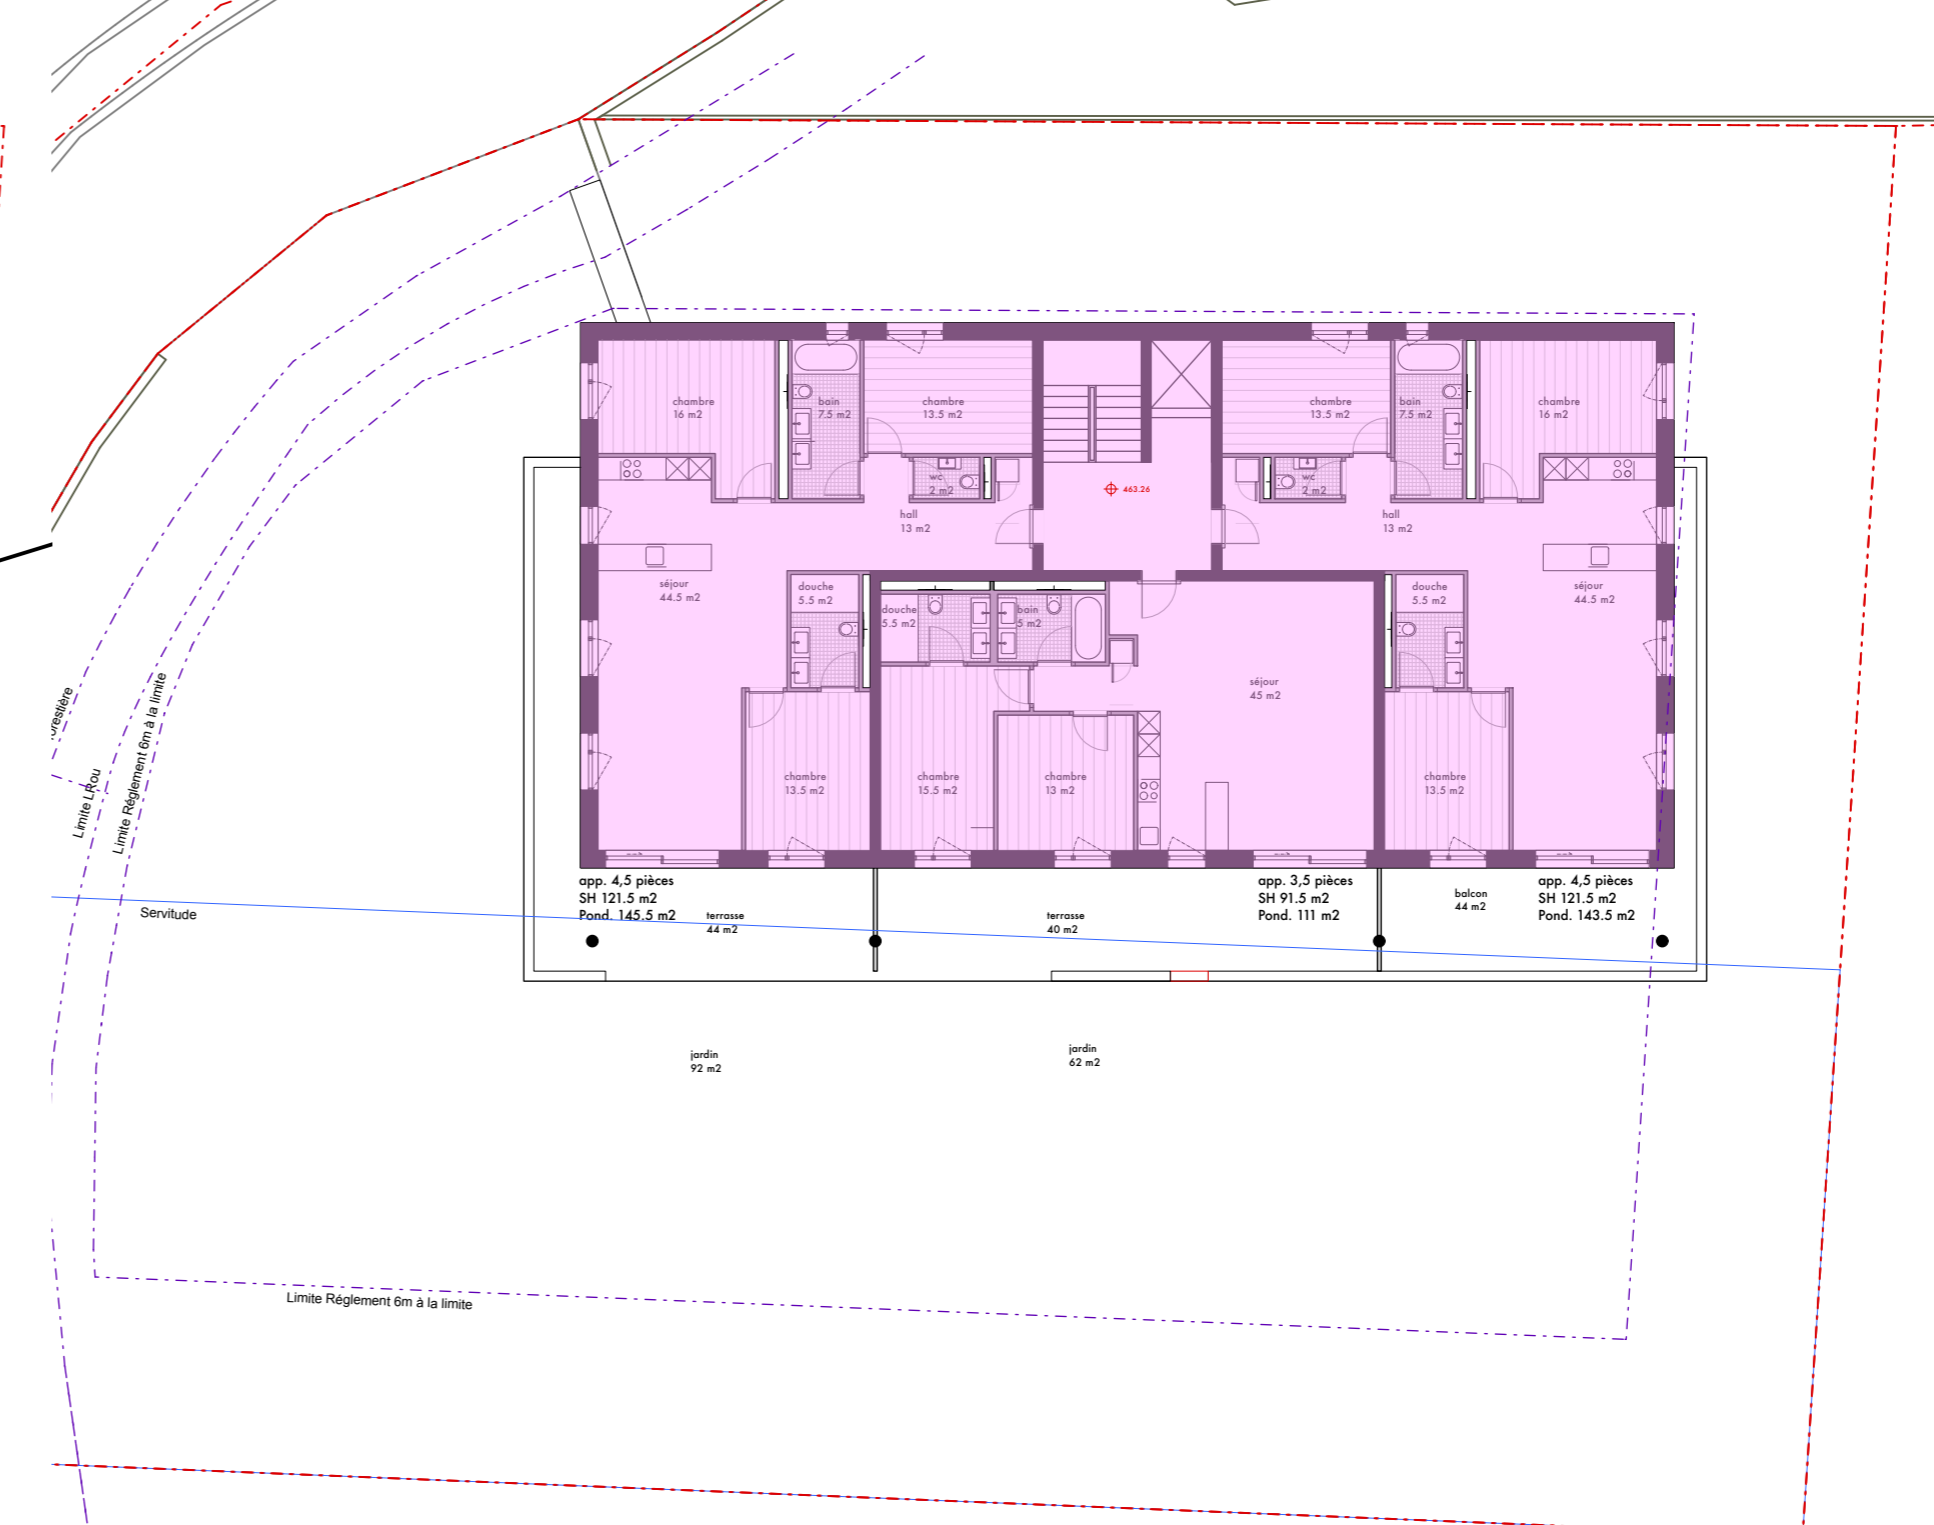 chambre
16 m2
bain
7.5 m2
chambre
13.5 m2
chambre
13.5 m2
bain
7.5 m2
chambre
16 m2
wc
2 m2
463.26
wc
2 m2
hall
13 m2
hall
13 m2
séjour
44.5 m2
douche
5.5 m2
douche
5.5 m2
bain
5 m2
douche
5.5 m2
séjour
44.5 m2
séjour
45 m2
chambre
13.5 m2
chambre
15.5 m2
chambre
13 m2
chambre
13.5 m2
orestière
Limite LRou
Limite Réglement 6m à la limite
Servitude
app. 4,5 pièces
SH 121.5 m2
Pond. 145.5 m2
terrasse
44 m2
terrasse
40 m2
app. 3,5 pièces
SH 91.5 m2
Pond. 111 m2
balcon
44 m2
app. 4,5 pièces
SH 121.5 m2
Pond. 143.5 m2
jardin
92 m2
jardin
62 m2
Limite Réglement 6m à la limite